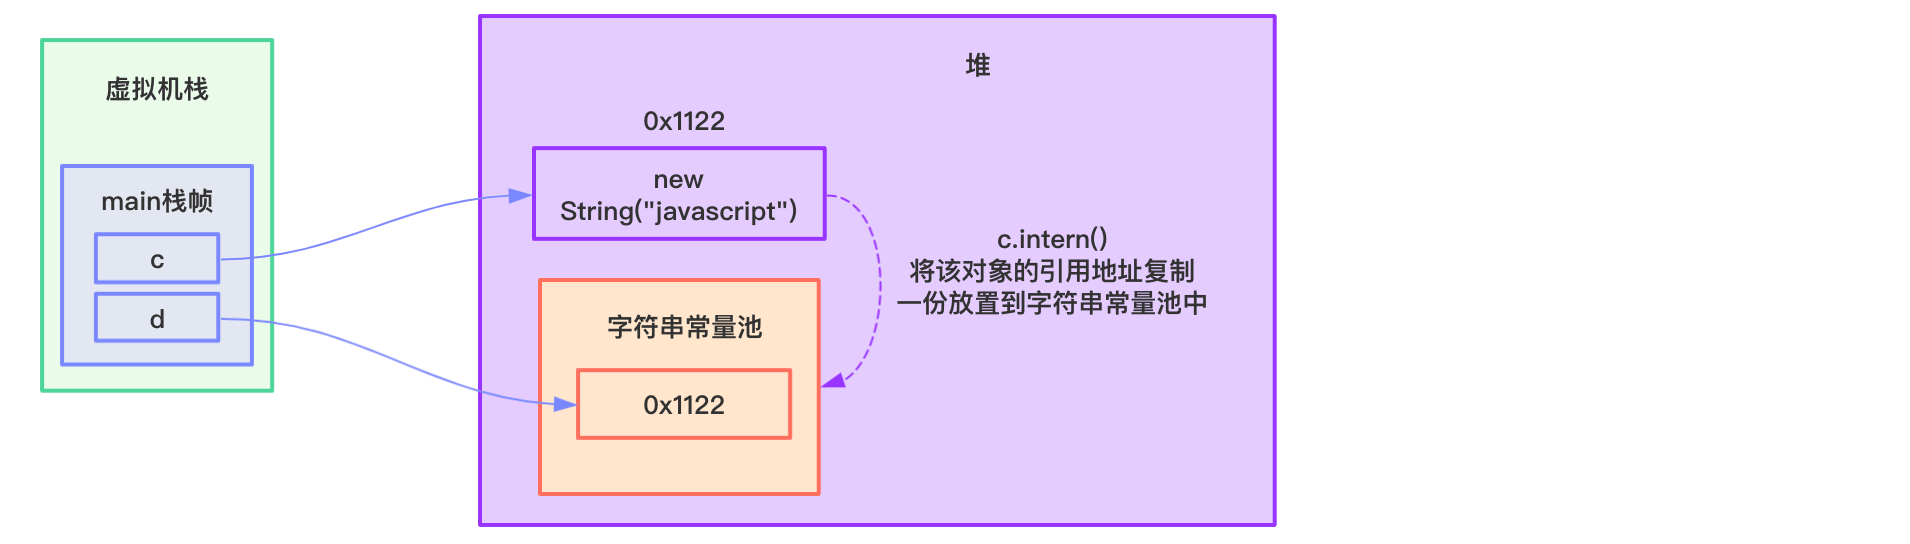 虚拟机栈
main栈帧
c
d
堆
0x1122
new
String("javascript")
c.intern()
将该对象的引用地址复制
一份放置到字符串常量池中
字符串常量池
0x1122